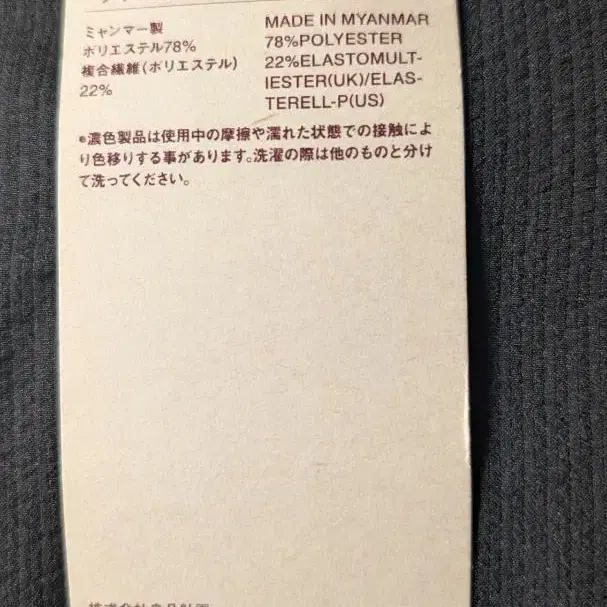 ミャンマー製
ポリエステル78%
複合繊維(ポリエステル)
22%
MADE IN MYANMAR
78%POLYESTER
22%ELASTOMULT-
IESTER(UK)/ELAS-
TERELL-P(US)
●濃色製品は使用中の摩擦や濡れた状態での接触によ
り色移りする事があります。洗濯の際は他のものと分け
て洗ってください。